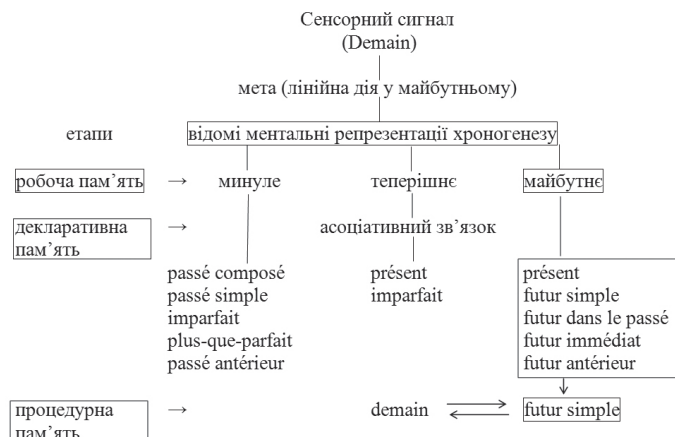 Сенсорний сигнал
(Demain)
мета (лінійна дія у майбутньому)
етапи
відомі ментальні репрезентації хроногенезу
робоча пам’ять → минуле теперішнє майбутнє
декларативна → асоціативний зв’язок
пам’ять
passé composé présent présent
passé simple imparfait futur simple
imparfait futur dans le passé
plus-que-parfait futur immédiat
passé antérieur futur antérieur
процедурна → demain futur simple
пам’ять